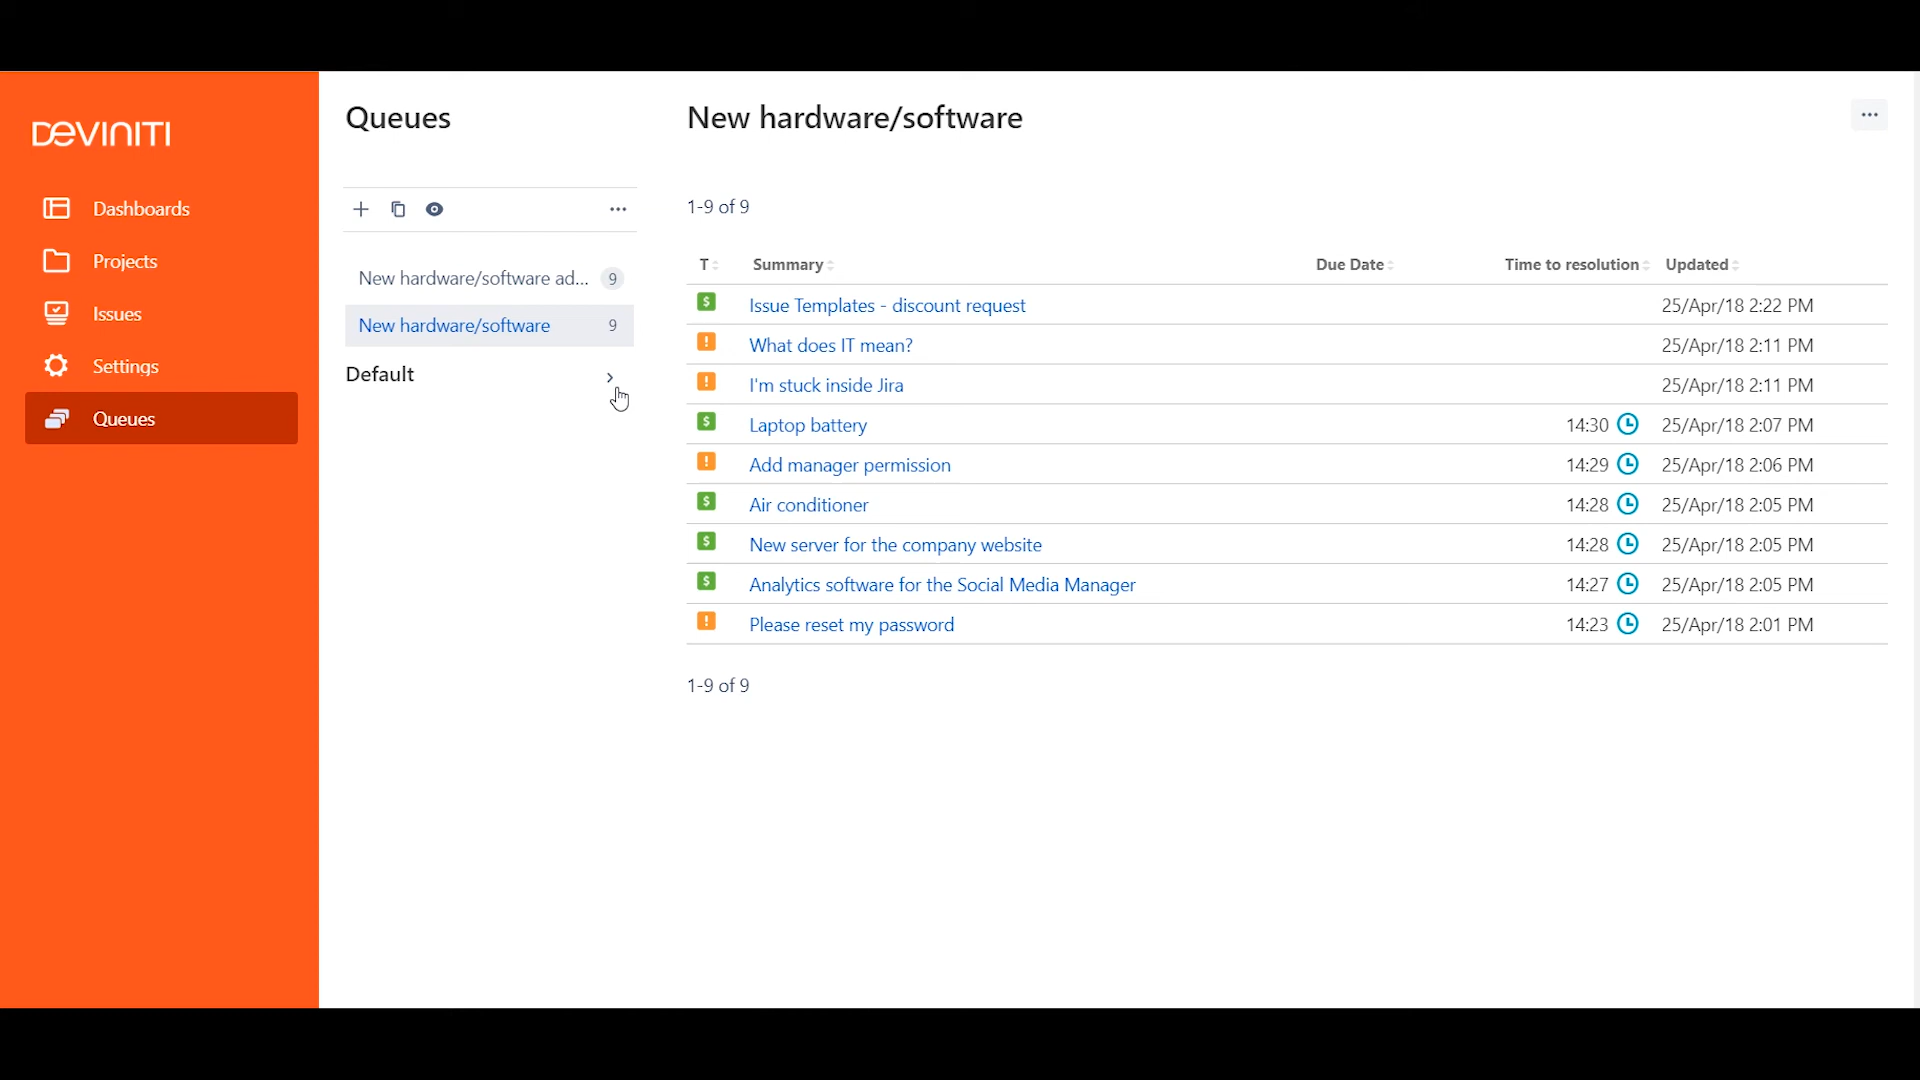 DEVINITI
Dashboards
Projects
Issues
Settings
Queues
Queues
New hardware/software ad... 9
New hardware/software 9
Default
New hardware/software
1-9 of 9
T Summary Due Date Time to resolution Updated
$ Issue Templates - discount request 25/Apr/18 2:22 PM
! What does IT mean? 25/Apr/18 2:11 PM
! I'm stuck inside Jira 25/Apr/18 2:11 PM
$ Laptop battery 14:30 25/Apr/18 2:07 PM
! Add manager permission 14:29 25/Apr/18 2:06 PM
$ Air conditioner 14:28 25/Apr/18 2:05 PM
$ New server for the company website 14:28 25/Apr/18 2:05 PM
$ Analytics software for the Social Media Manager 14:27 25/Apr/18 2:05 PM
! Please reset my password 14:23 25/Apr/18 2:01 PM
1-9 of 9